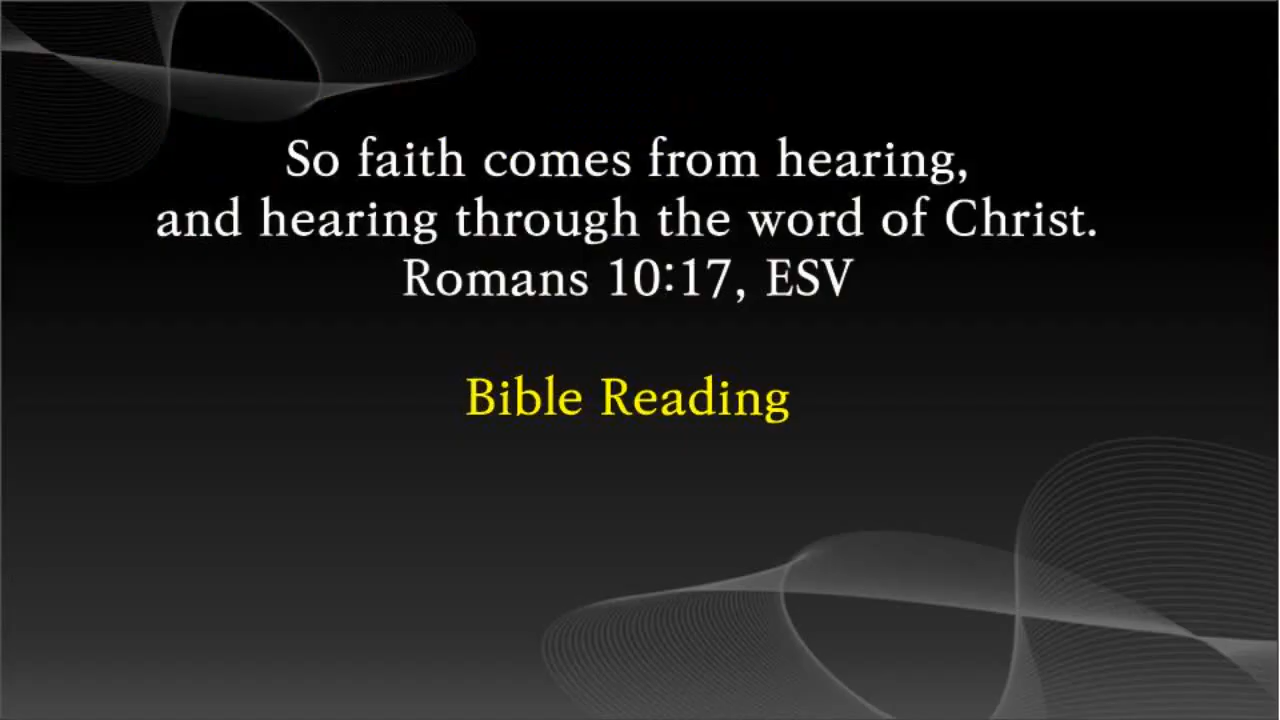 So faith comes from hearing,
and hearing through the word of Christ.
Romans 10:17, ESV
Bible Reading